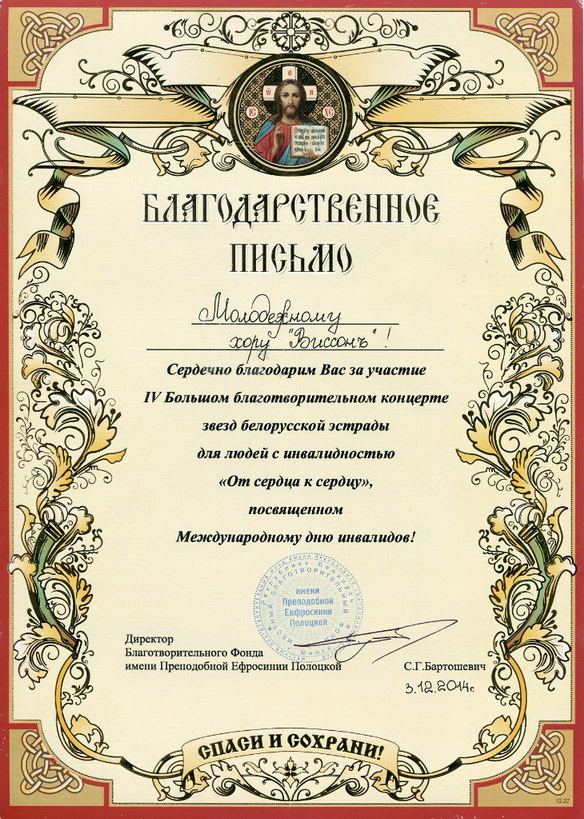 БЛАГОДАРСТВЕННОЕ
ПИСЬМО
Молодежному
хору "Виссонъ"!
Сердечно благодарим Вас за участие
IV Большом благотворительном концерте
звезд белорусской эстрады
для людей с инвалидностью
«От сердца к сердцу»,
посвященном
Международному дню инвалидов!
имени
Преподобной
Евфросинии
Полоцкой
Директор
Благотворительного Фонда
имени Преподобной Ефросинии Полоцкой С.Г.Бартошевич
3.12.2014г.
СПАСИ И СОХРАНИ!
12.27